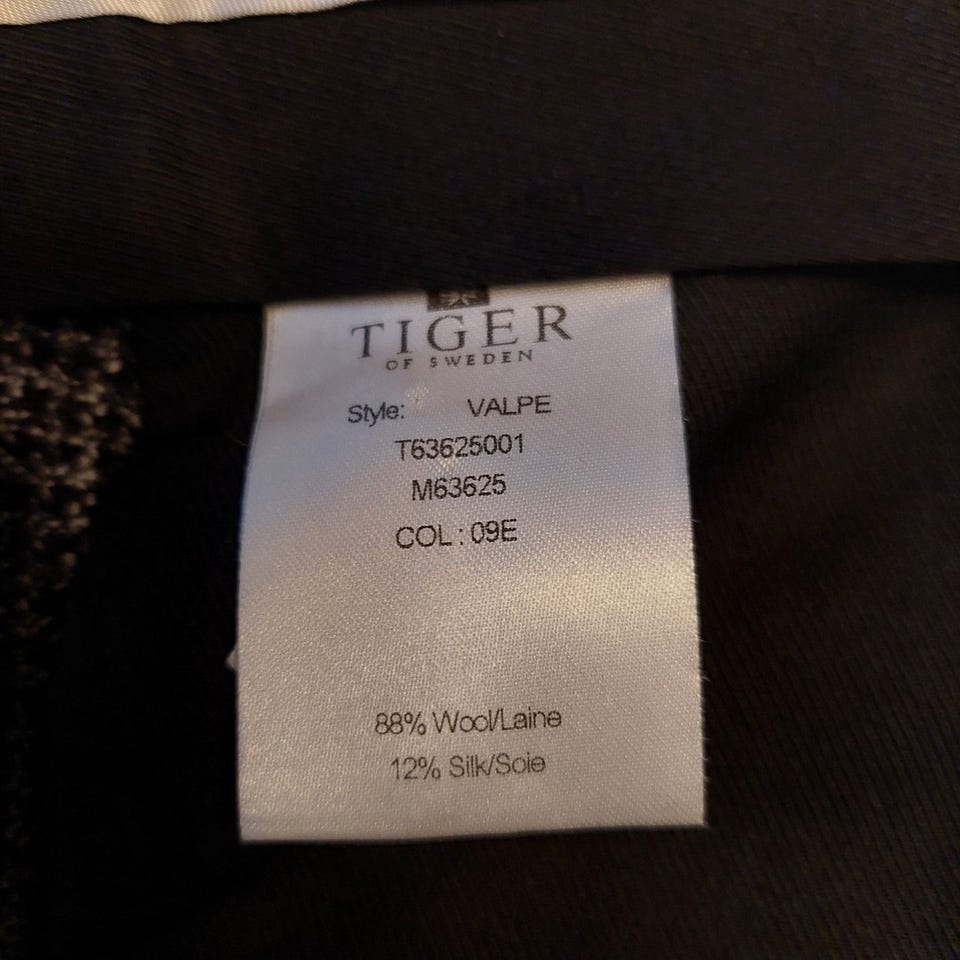 TIGER
OF SWEDEN
Style: VALPE
T63625001
M63625
COL : 09E
88% Wool/Laine
12% Silk/Soie